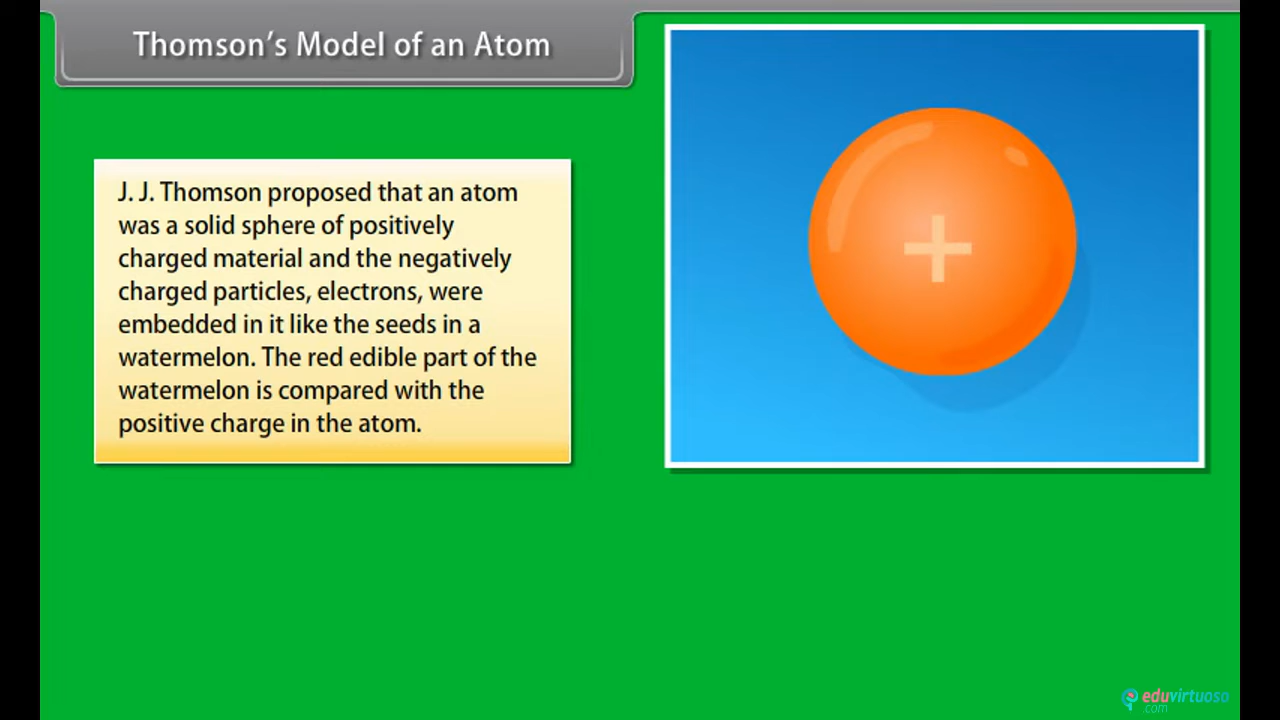 Thomson's Model of an Atom
J. J. Thomson proposed that an atom
was a solid sphere of positively
charged material and the negatively
charged particles, electrons, were
embedded in it like the seeds in a
watermelon. The red edible part of the
watermelon is compared with the
positive charge in the atom.
+
eduvirtuoso
.com